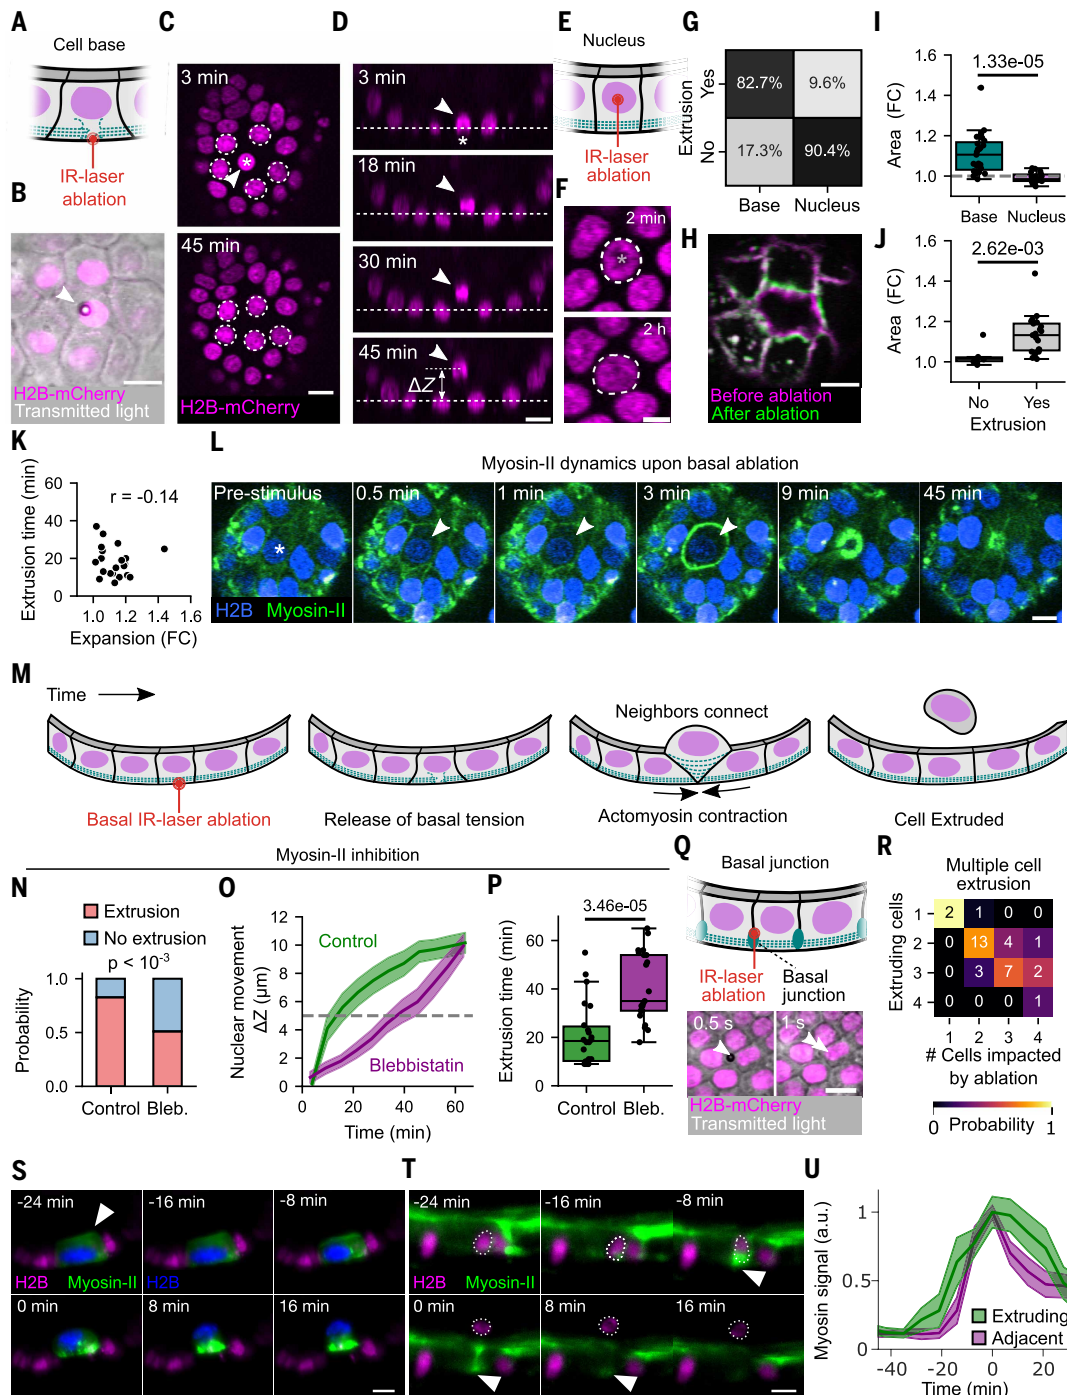 A
Cell base
IR-laser
ablation
B
H2B-mCherry
Transmitted light
C
3 min
*
45 min
H2B-mCherry
D
3 min
*
18 min
30 min
45 min
ΔZ
E
Nucleus
IR-laser
ablation
F
2 min
*
2 h
G
Extrusion
Yes
No
82.7%
9.6%
17.3%
90.4%
Base
Nucleus
H
Before ablation
After ablation
I
1.33e-05
Area (FC)
1.6
1.4
1.2
1.0
Base
Nucleus
J
2.62e-03
Area (FC)
1.6
1.4
1.2
1.0
No
Yes
Extrusion
K
Extrusion time (min)
60
40
20
0
r = -0.14
1.0 1.2 1.4 1.6
Expansion (FC)
L
Myosin-II dynamics upon basal ablation
Pre-stimulus
*
H2B Myosin-II
0.5 min
1 min
3 min
9 min
45 min
M
Time
Basal IR-laser ablation
Release of basal tension
Neighbors connect
Actomyosin contraction
Cell Extruded
Myosin-II inhibition
N
Extrusion
No extrusion
p < 10-3
Probability
1.0
0.5
0.0
Control Bleb.
O
Nuclear movement
ΔZ (μm)
12
10
8
6
4
2
0
Control
Blebbistatin
0 20 40 60
Time (min)
P
3.46e-05
Extrusion time (min)
60
40
20
0
Control Bleb.
Q
Basal junction
IR-laser
ablation
Basal
junction
0.5 s
1 s
H2B-mCherry
Transmitted light
R
Multiple cell
extrusion
Extruding cells
1 2 1 0 0
2 13 4 1
3 3 7 2
4 0 0 1
1 2 3 4
# Cells impacted
by ablation
0 Probability 1
S
-24 min
H2B Myosin-II
-16 min
H2B
-8 min
0 min
8 min
16 min
T
-24 min
H2B
-16 min
Myosin-II
-8 min
0 min
8 min
16 min
U
Myosin signal (a.u.)
1
0.5
0
Extruding
Adjacent
-40 -20 0 20
Time (min)